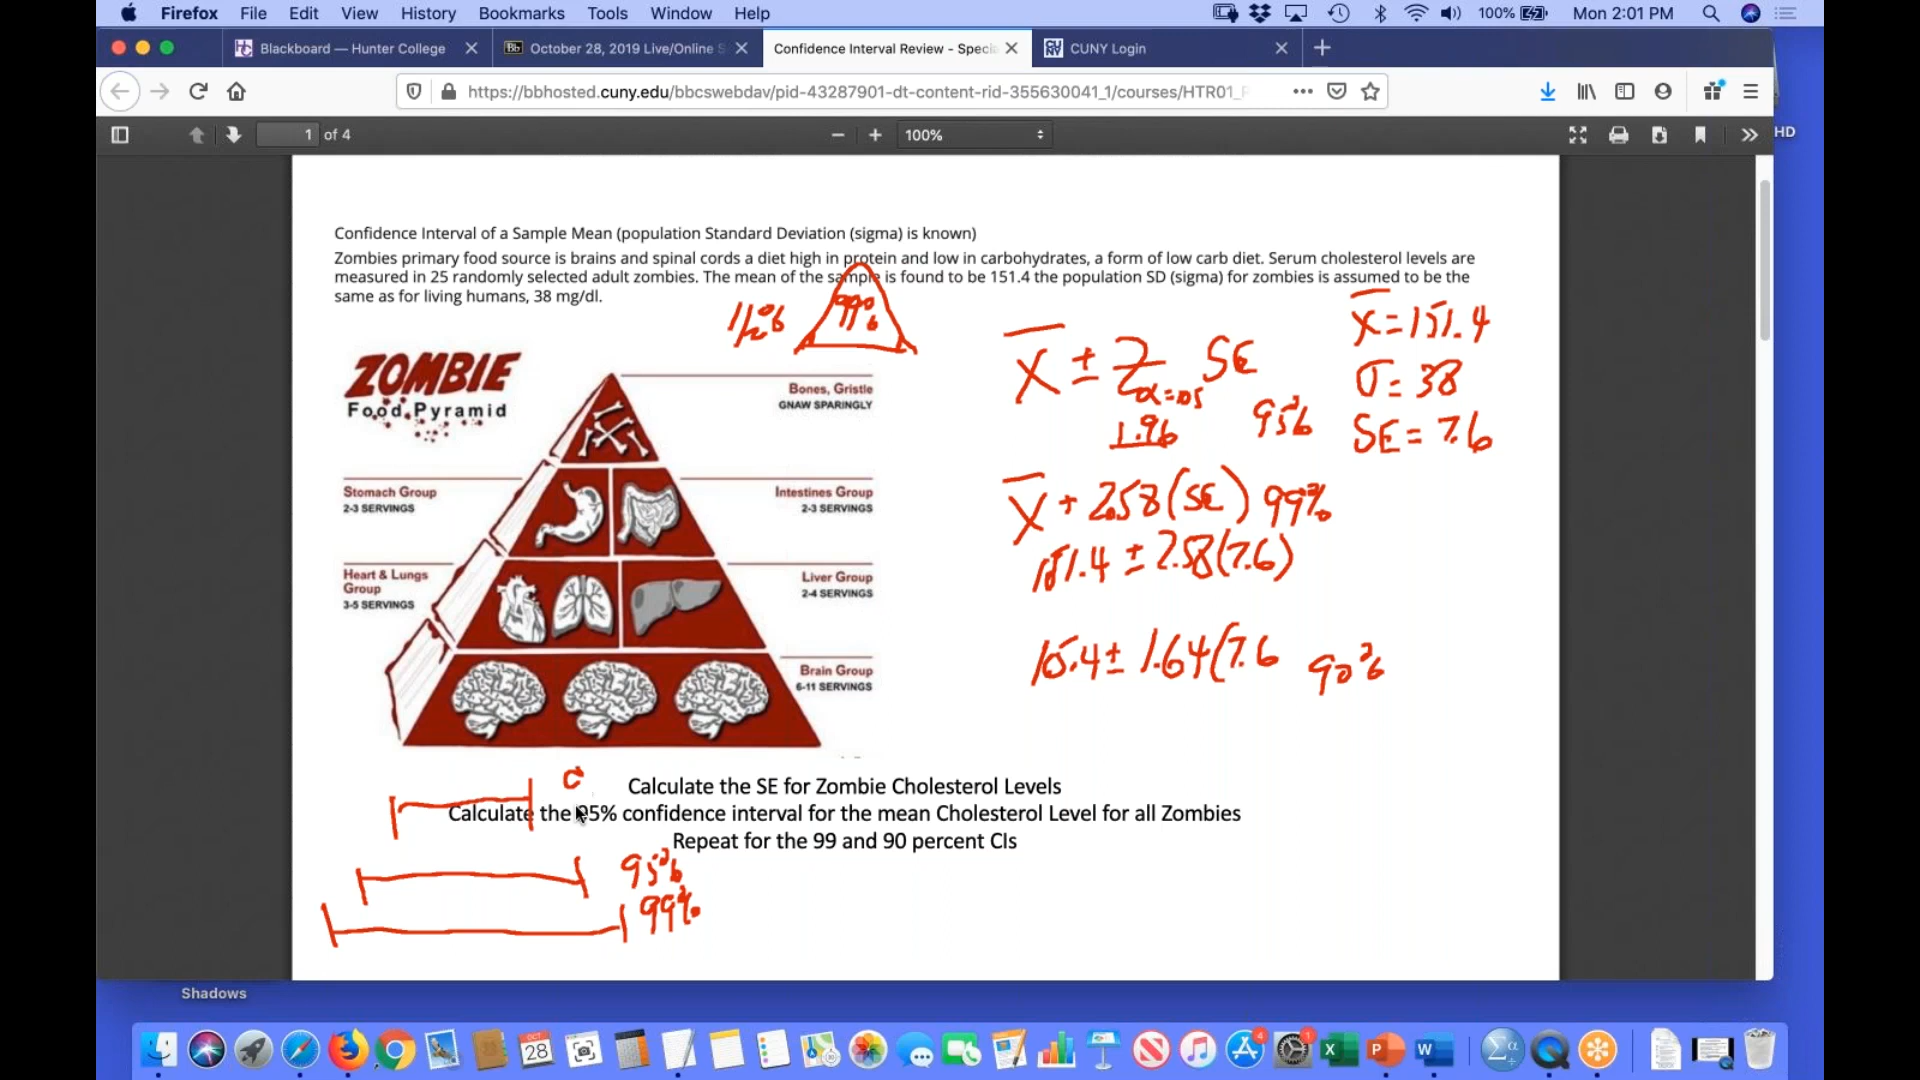 Firefox File Edit View History Bookmarks Tools Window Help 100% Mon 2:01 PM
Blackboard — Hunter College
October 28, 2019 Live/Online S
Confidence Interval Review - Specia
CUNY Login
https://bbhosted.cuny.edu/bbcswebdav/pid-43287901-dt-content-rid-355630041_1/courses/HTR01_F
1 of 4 100%
HD
Confidence Interval of a Sample Mean (population Standard Deviation (sigma) is known)
Zombies primary food source is brains and spinal cords a diet high in protein and low in carbohydrates, a form of low carb diet. Serum cholesterol levels are
measured in 25 randomly selected adult zombies. The mean of the sample is found to be 151.4 the population SD (sigma) for zombies is assumed to be the
same as for living humans, 38 mg/dl.
1/2% 99%
X̄ = 151.4
σ = 38
SE = 7.6
X̄ ± Z α=.05 SE
1.96 95%
X̄ + 2.58 (SE) 99%
151.4 ± 2.58 (7.6)
15.4 ± 1.64 (7.6 90%
ZOMBIE
Food Pyramid
Bones, Gristle
GNAW SPARINGLY
Stomach Group
2-3 SERVINGS
Intestines Group
2-3 SERVINGS
Heart & Lungs
Group
3-5 SERVINGS
Liver Group
2-4 SERVINGS
Brain Group
6-11 SERVINGS
Calculate the SE for Zombie Cholesterol Levels
Calculate the 95% confidence interval for the mean Cholesterol Level for all Zombies
Repeat for the 99 and 90 percent CIs
95%
99%
Shadows
OCT
28